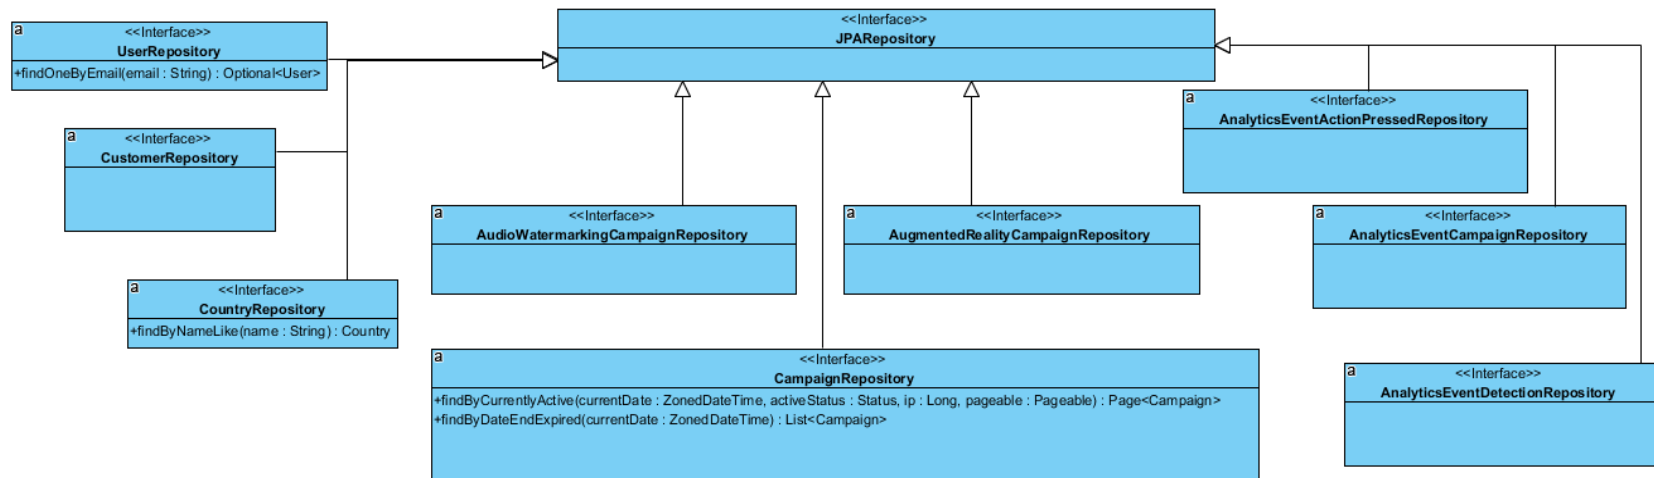 a
<<Interface>>
UserRepository
+findOneByEmail(email : String) : Optional<User>
<<Interface>>
JPARepository
a
<<Interface>>
CustomerRepository
a
<<Interface>>
CountryRepository
+findByNameLike(name : String) : Country
a
<<Interface>>
AudioWatermarkingCampaignRepository
a
<<Interface>>
AugmentedRealityCampaignRepository
a
<<Interface>>
CampaignRepository
+findByCurrentlyActive(currentDate : ZonedDateTime, activeStatus : Status, ip : Long, pageable : Pageable) : Page<Campaign>
+findByDateEndExpired(currentDate : ZonedDateTime) : List<Campaign>
a
<<Interface>>
AnalyticsEventActionPressedRepository
a
<<Interface>>
AnalyticsEventCampaignRepository
a
<<Interface>>
AnalyticsEventDetectionRepository